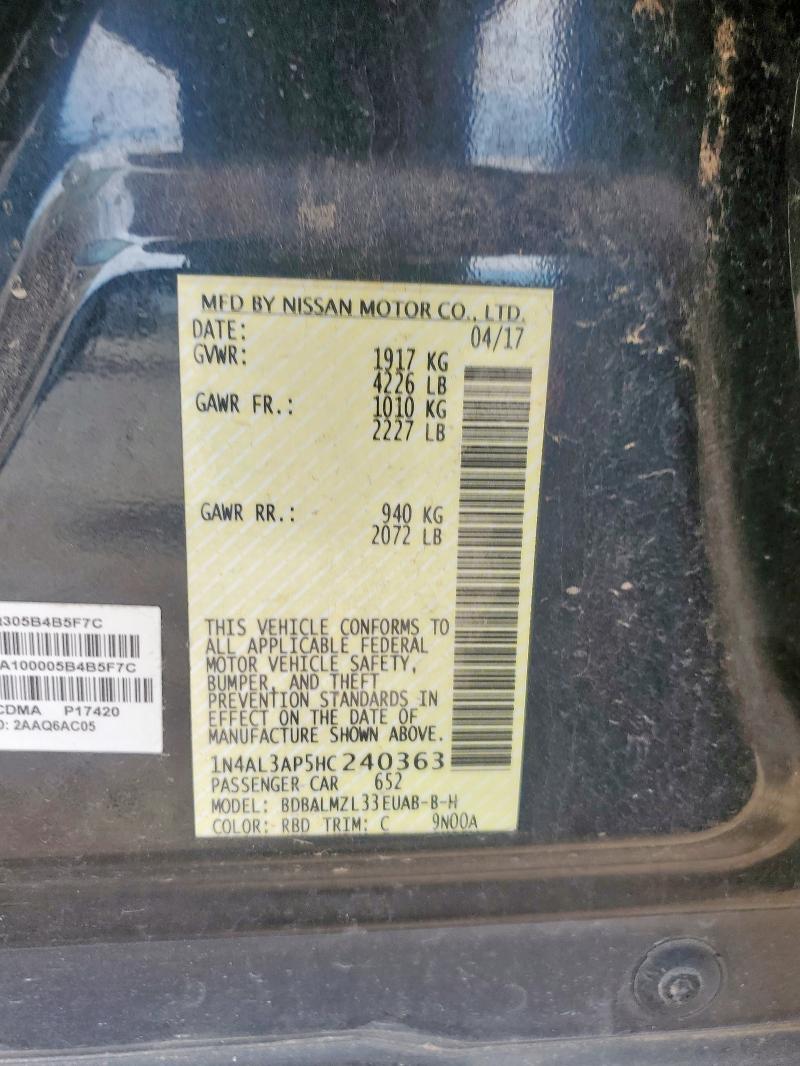 MFD BY NISSAN MOTOR CO., LTD.
DATE: 04/17
GVWR: 1917 KG
4226 LB
GAWR FR.: 1010 KG
2227 LB
GAWR RR.: 940 KG
2072 LB
THIS VEHICLE CONFORMS TO
ALL APPLICABLE FEDERAL
MOTOR VEHICLE SAFETY,
BUMPER, AND THEFT
PREVENTION STANDARDS IN
EFFECT ON THE DATE OF
MANUFACTURE SHOWN ABOVE.
1N4AL3AP5HC240363
PASSENGER CAR 652
MODEL: BDBALMZL33EUAB-B-H
COLOR: RBD TRIM: C 9N00A
305B4B5F7C
A100005B4B5F7C
CDMA P17420
: 2AAQ6AC05